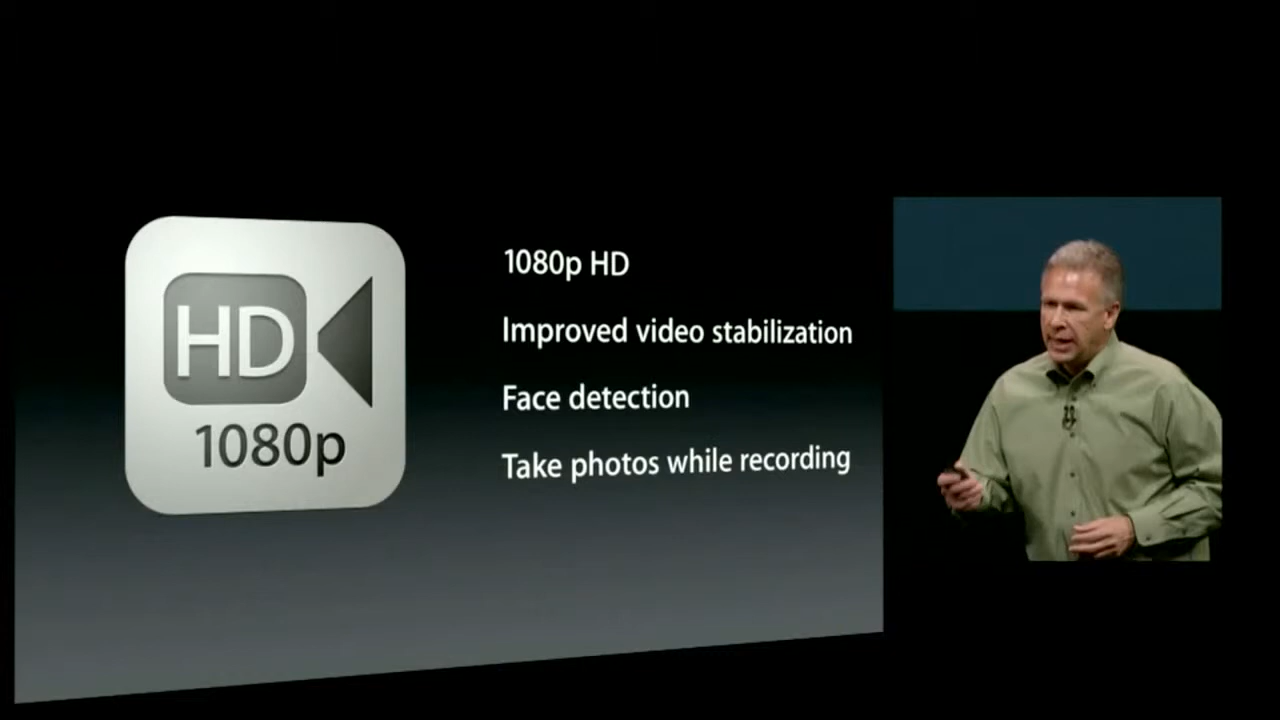 HD
1080p
1080p HD
Improved video stabilization
Face detection
Take photos while recording